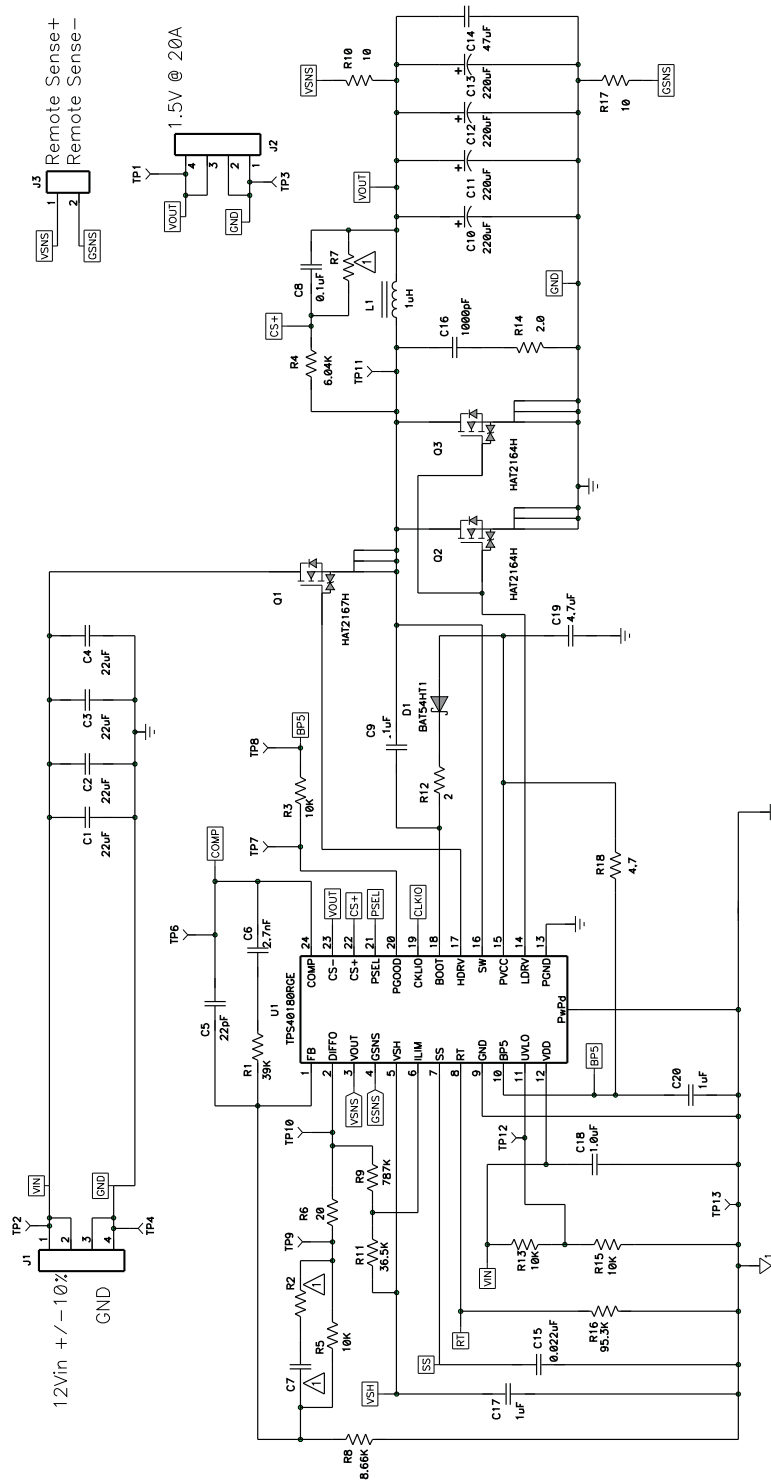 12Vin +/-10%
GND
J1
1
2
3
4
TP2
TP4
VIN
GND
C1
22uF
C2
22uF
C3
22uF
C4
22uF
J3
1
2
VSNS
GSNS
Remote Sense+
Remote Sense-
TP1
VOUT
GND
4
3
2
1
TP3
J2
1.5V @ 20A
TP6
COMP
C5
22pF
R1
39K
C6
2.7nF
TP7
R3
10K
TP8
BP5
Q1
HAT2167H
CS+
R4
6.04K
C8
0.1uF
R7
1
VSNS
R10
10
VOUT
TP11
L1
1uH
C16
1000pF
R14
2.0
C10
220uF
C11
220uF
C12
220uF
C13
220uF
C14
47uF
+
+
+
+
R17
10
GSNS
GND
Q2
HAT2164H
Q3
HAT2164H
C9
.1uF
D1
BAT54HT1
R12
2
C19
4.7uF
R18
4.7
U1
TPS40180RGE
1 FB
2 DIFFO
3 VOUT
4 GSNS
5 VSH
6 ILIM
7 SS
8 RT
9 GND
10 BP5
11 UVLO
12 VDD
COMP 24
CS- 23
CS+ 22
PSEL 21
PGOOD 20
CKLIO 19
BOOT 18
HDRV 17
SW 16
PVCC 15
LDRV 14
PGND 13
PwPd
VOUT
CS+
PSEL
CLKIO
VSNS
GSNS
TP10
R6
20
TP9
R2
1
C7
1
R5
10K
R9
787K
R11
36.5K
R8
8.66K
VSH
C17
1uF
SS
C15
0.022uF
RT
R16
95.3K
VIN
R13
10K
R15
10K
TP12
C18
1.0uF
BP5
C20
1uF
TP13
1